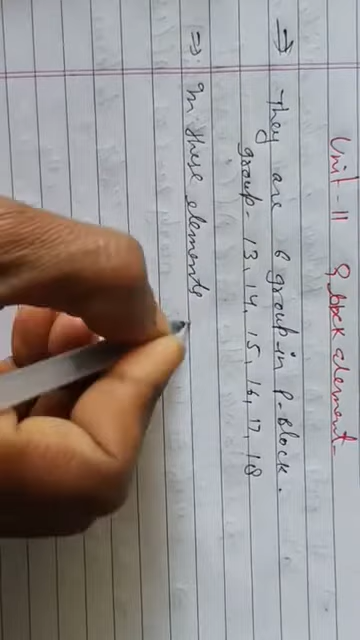 Unit-11 P block element-
→ They are 6 group in P-Block.
group- 13, 14, 15, 16, 17, 18
⇒ In these elements